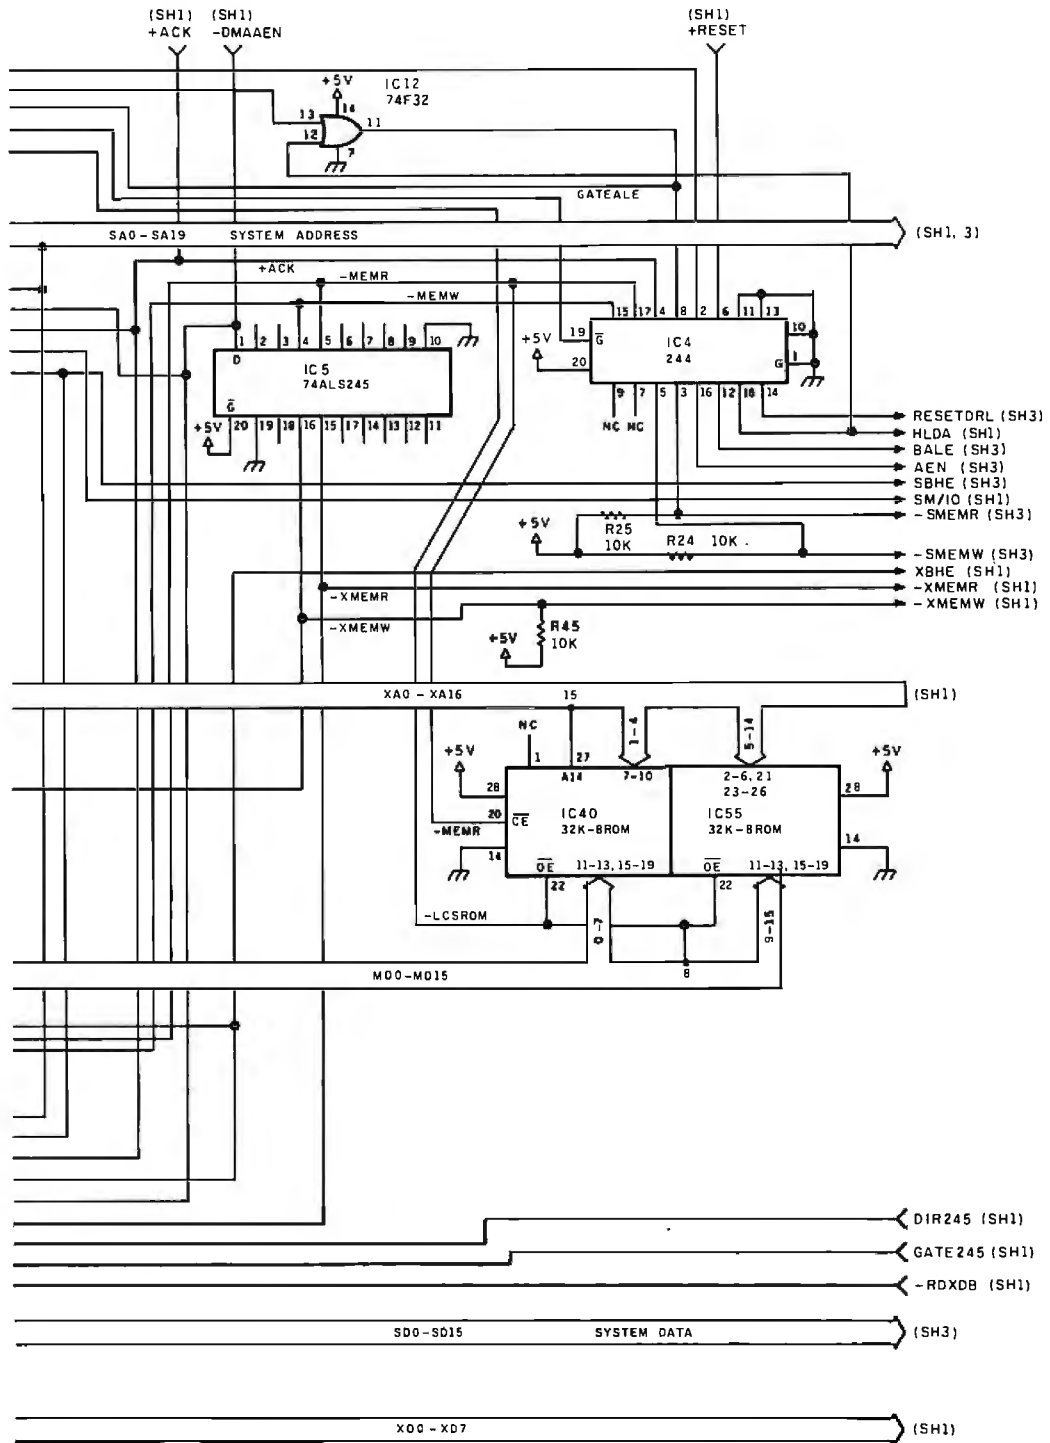 (SH1) (SH1) (SH1)
+ACK -DMAAEN +RESET
+5V IC12
74F32
14
13 11
12
7
GATEALE
SA0-SA19 SYSTEM ADDRESS (SH1, 3)
+ACK
-MEMR
-MEMW
15 17 4 8 2 6 11 13
1 2 3 4 5 6 7 8 9 10
D
IC5
74ALS245
G
+5V
20 19 18 16 15 17 14 13 12 11
+5V 19 G
20
IC4
244
10
G 1
9 7 5 3 16 12 18 14
NC NC
RESETDRL (SH3)
HLDA (SH1)
BALE (SH3)
AEN (SH3)
SBHE (SH3)
SM/IO (SH1)
-SMEMR (SH3)
+5V R25
10K
R24 10K
-SMEMW (SH3)
XBHE (SH1)
-XMEMR -XMEMR (SH1)
-XMEMW -XMEMW (SH1)
R45
10K
+5V
XA0-XA16 15 (SH1)
NC 1-4 5-14
+5V 1 27 +5V
A14 7-10 2-6,21
23-26
28 28
IC40 IC55
32K-8ROM 32K-8ROM
20 CE
-MEMR
14 14
OE 11-13,15-19 OE 11-13,15-19
22 22
-LCSROM
0-7 9-15
8
MD0-MD15
DIR245 (SH1)
GATE245 (SH1)
-RDXDB (SH1)
SD0-SD15 SYSTEM DATA (SH3)
XD0-XD7 (SH1)